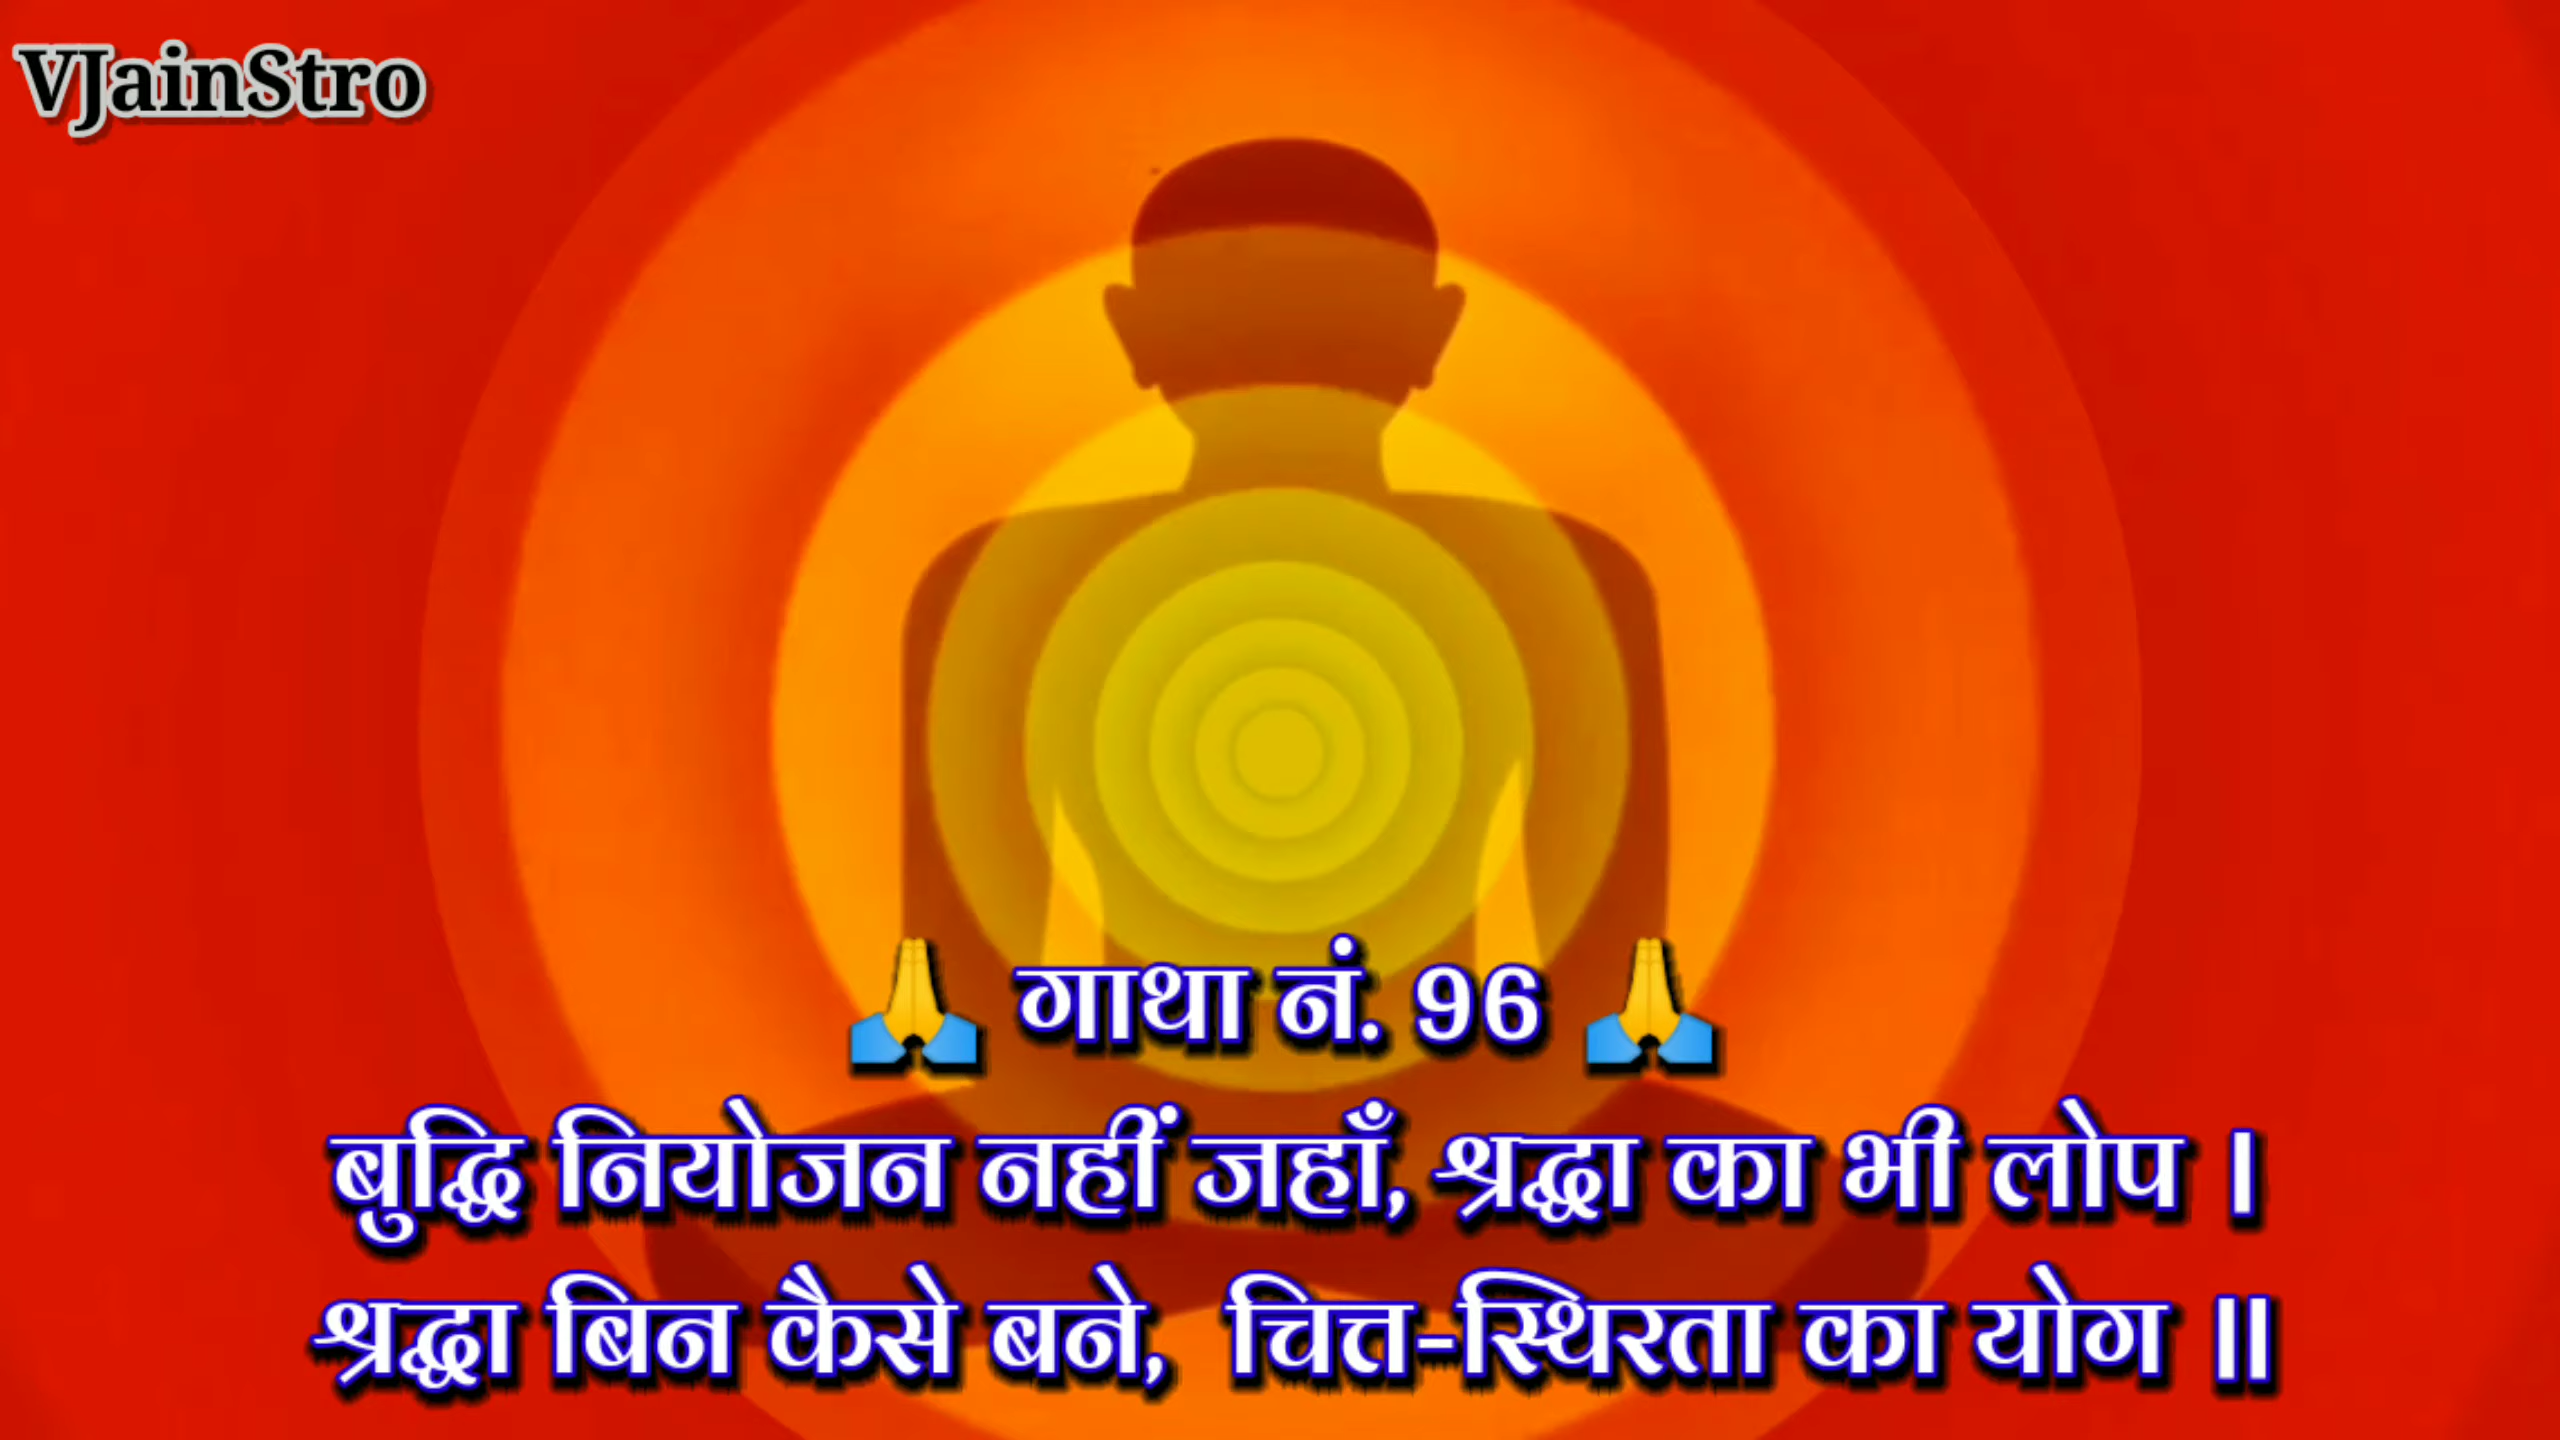 VJainStro
🙏 गाथा नं. 96 🙏
बुद्धि नियोजन नहीं जहाँ, श्रद्धा का भी लोप ।
श्रद्धा बिन कैसे बने, चित्त-स्थिरता का योग ॥